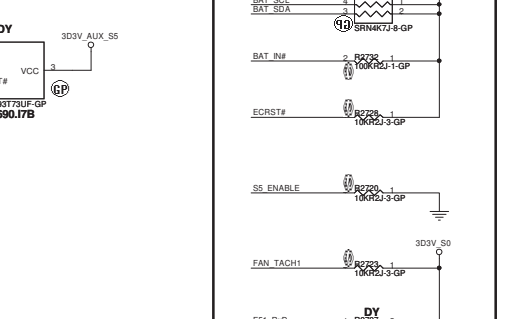 DY
3D3V_AUX_S5
VCC
3
T#
GP
93T73UF-GP
690.I7B
BAT_SCL
4
1
BAT_SDA
3
2
SRN4K7J-8-GP
BAT_IN#
2
R2732
1
100KR2J-1-GP
ECRST#
R2728
1
10KR2J-3-GP
S5_ENABLE
R2720
1
10KR2J-3-GP
3D3V_S0
FAN_TACH1
R2723
1
10KR2J-3-GP
DY